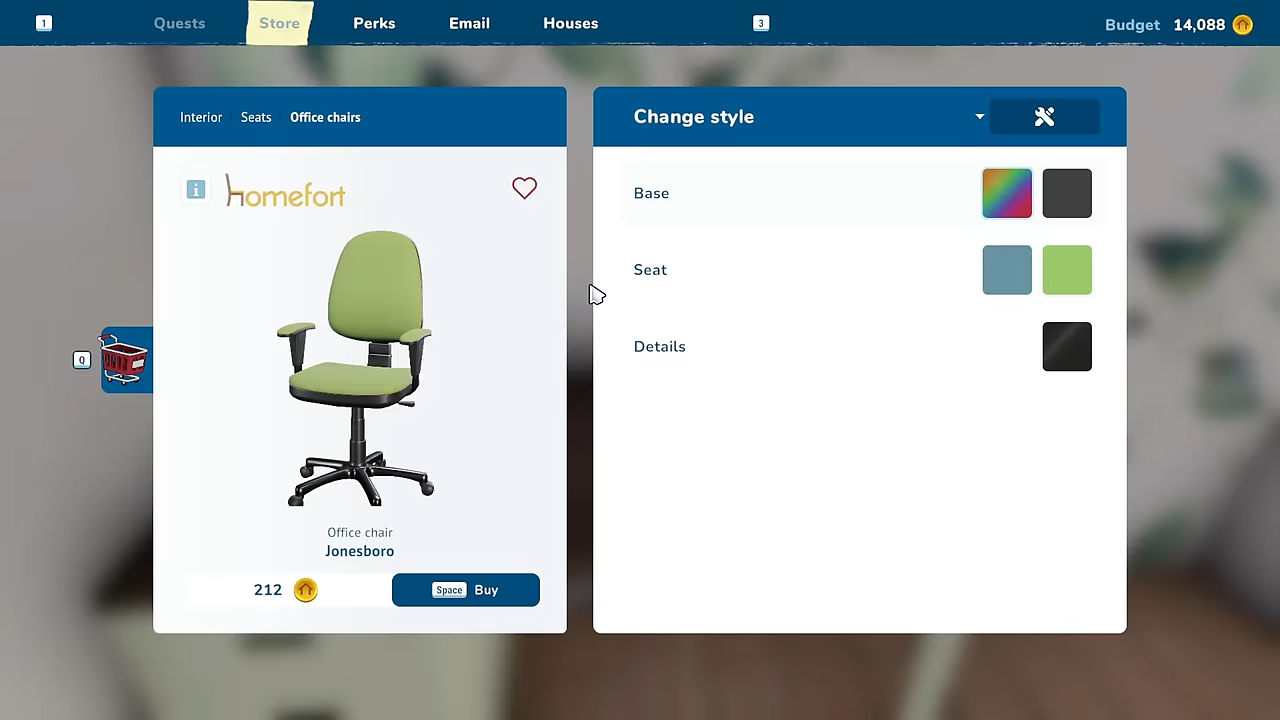 1 Quests Store Perks Email Houses 3 Budget 14,088
Interior Seats Office chairs
Change style
i homefort
Base
Seat
Q
Details
Office chair
Jonesboro
212 Space Buy